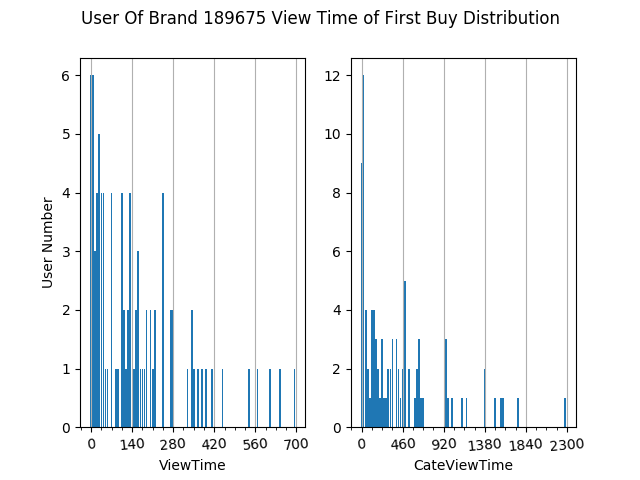 User Of Brand 189675 View Time of First Buy Distribution
6
5
4
3
2
1
0
User Number
0 140 280 420 560 700
ViewTime
12
10
8
6
4
2
0
0 460 920 1380 1840 2300
CateViewTime